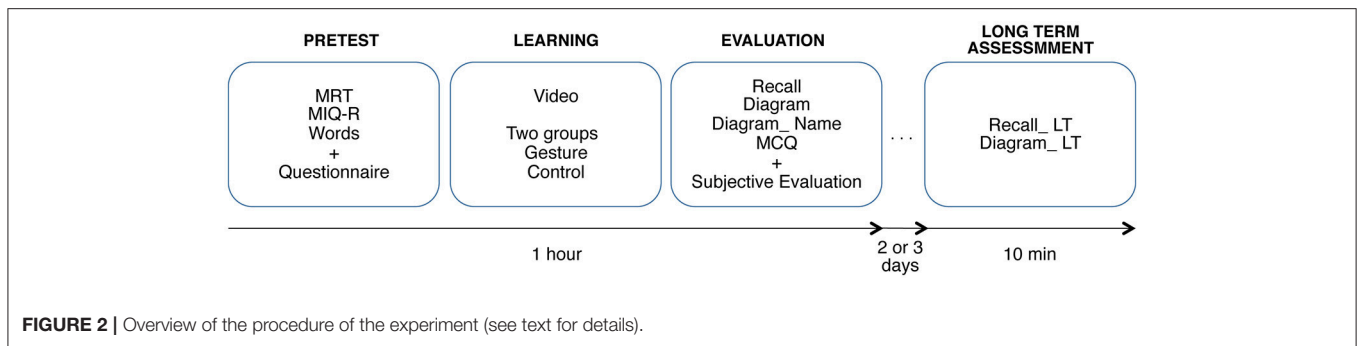 PRETEST
MRT
MIQ-R
Words
+
Questionnaire
LEARNING
Video
Two groups
Gesture
Control
EVALUATION
Recall
Diagram
Diagram_ Name
MCQ
+
Subjective Evaluation
. . .
LONG TERM
ASSESSMMENT
Recall_ LT
Diagram_ LT
1 hour
2 or 3
days
10 min
FIGURE 2 | Overview of the procedure of the experiment (see text for details).